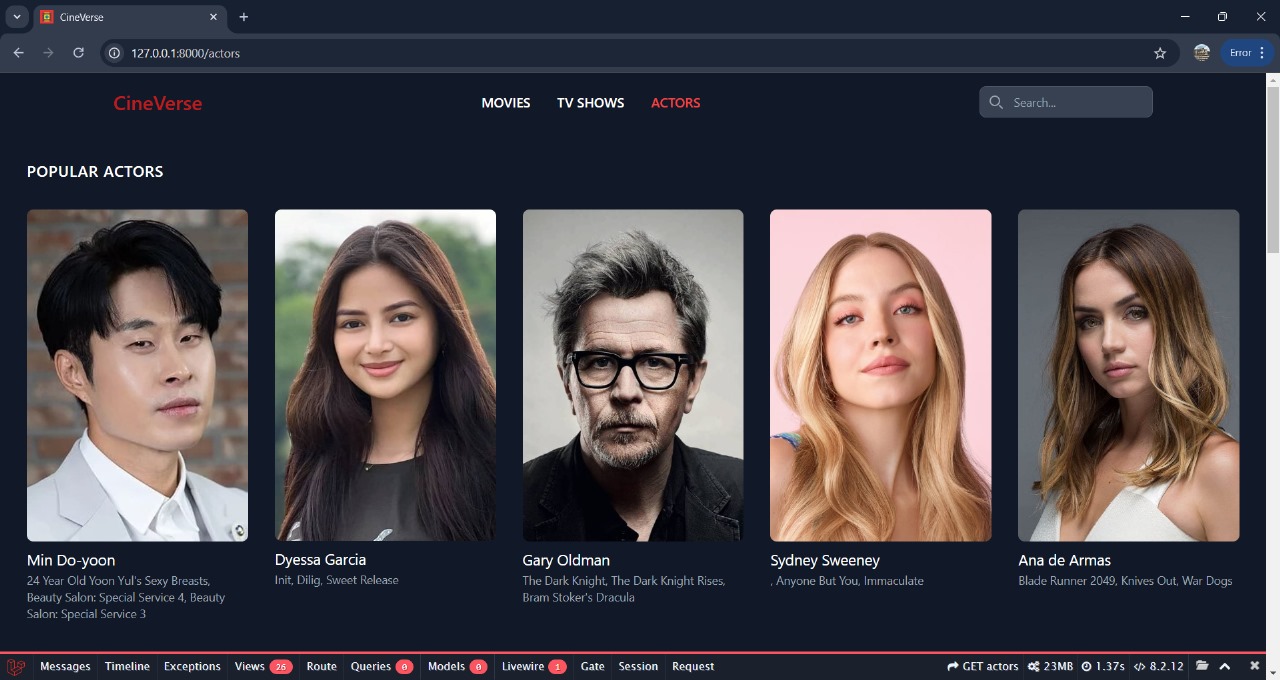 CineVerse
127.0.0.1:8000/actors
Error
CineVerse
MOVIES
TV SHOWS
ACTORS
Search...
POPULAR ACTORS
Min Do-yoon
24 Year Old Yoon Yul's Sexy Breasts,
Beauty Salon: Special Service 4, Beauty
Salon: Special Service 3
Dyessa Garcia
Init, Dilig, Sweet Release
Gary Oldman
The Dark Knight, The Dark Knight Rises,
Bram Stoker's Dracula
Sydney Sweeney
, Anyone But You, Immaculate
Ana de Armas
Blade Runner 2049, Knives Out, War Dogs
Messages Timeline Exceptions Views 26 Route Queries 0 Models 0 Livewire 1 Gate Session Request GET actors 23MB 1.37s 8.2.12